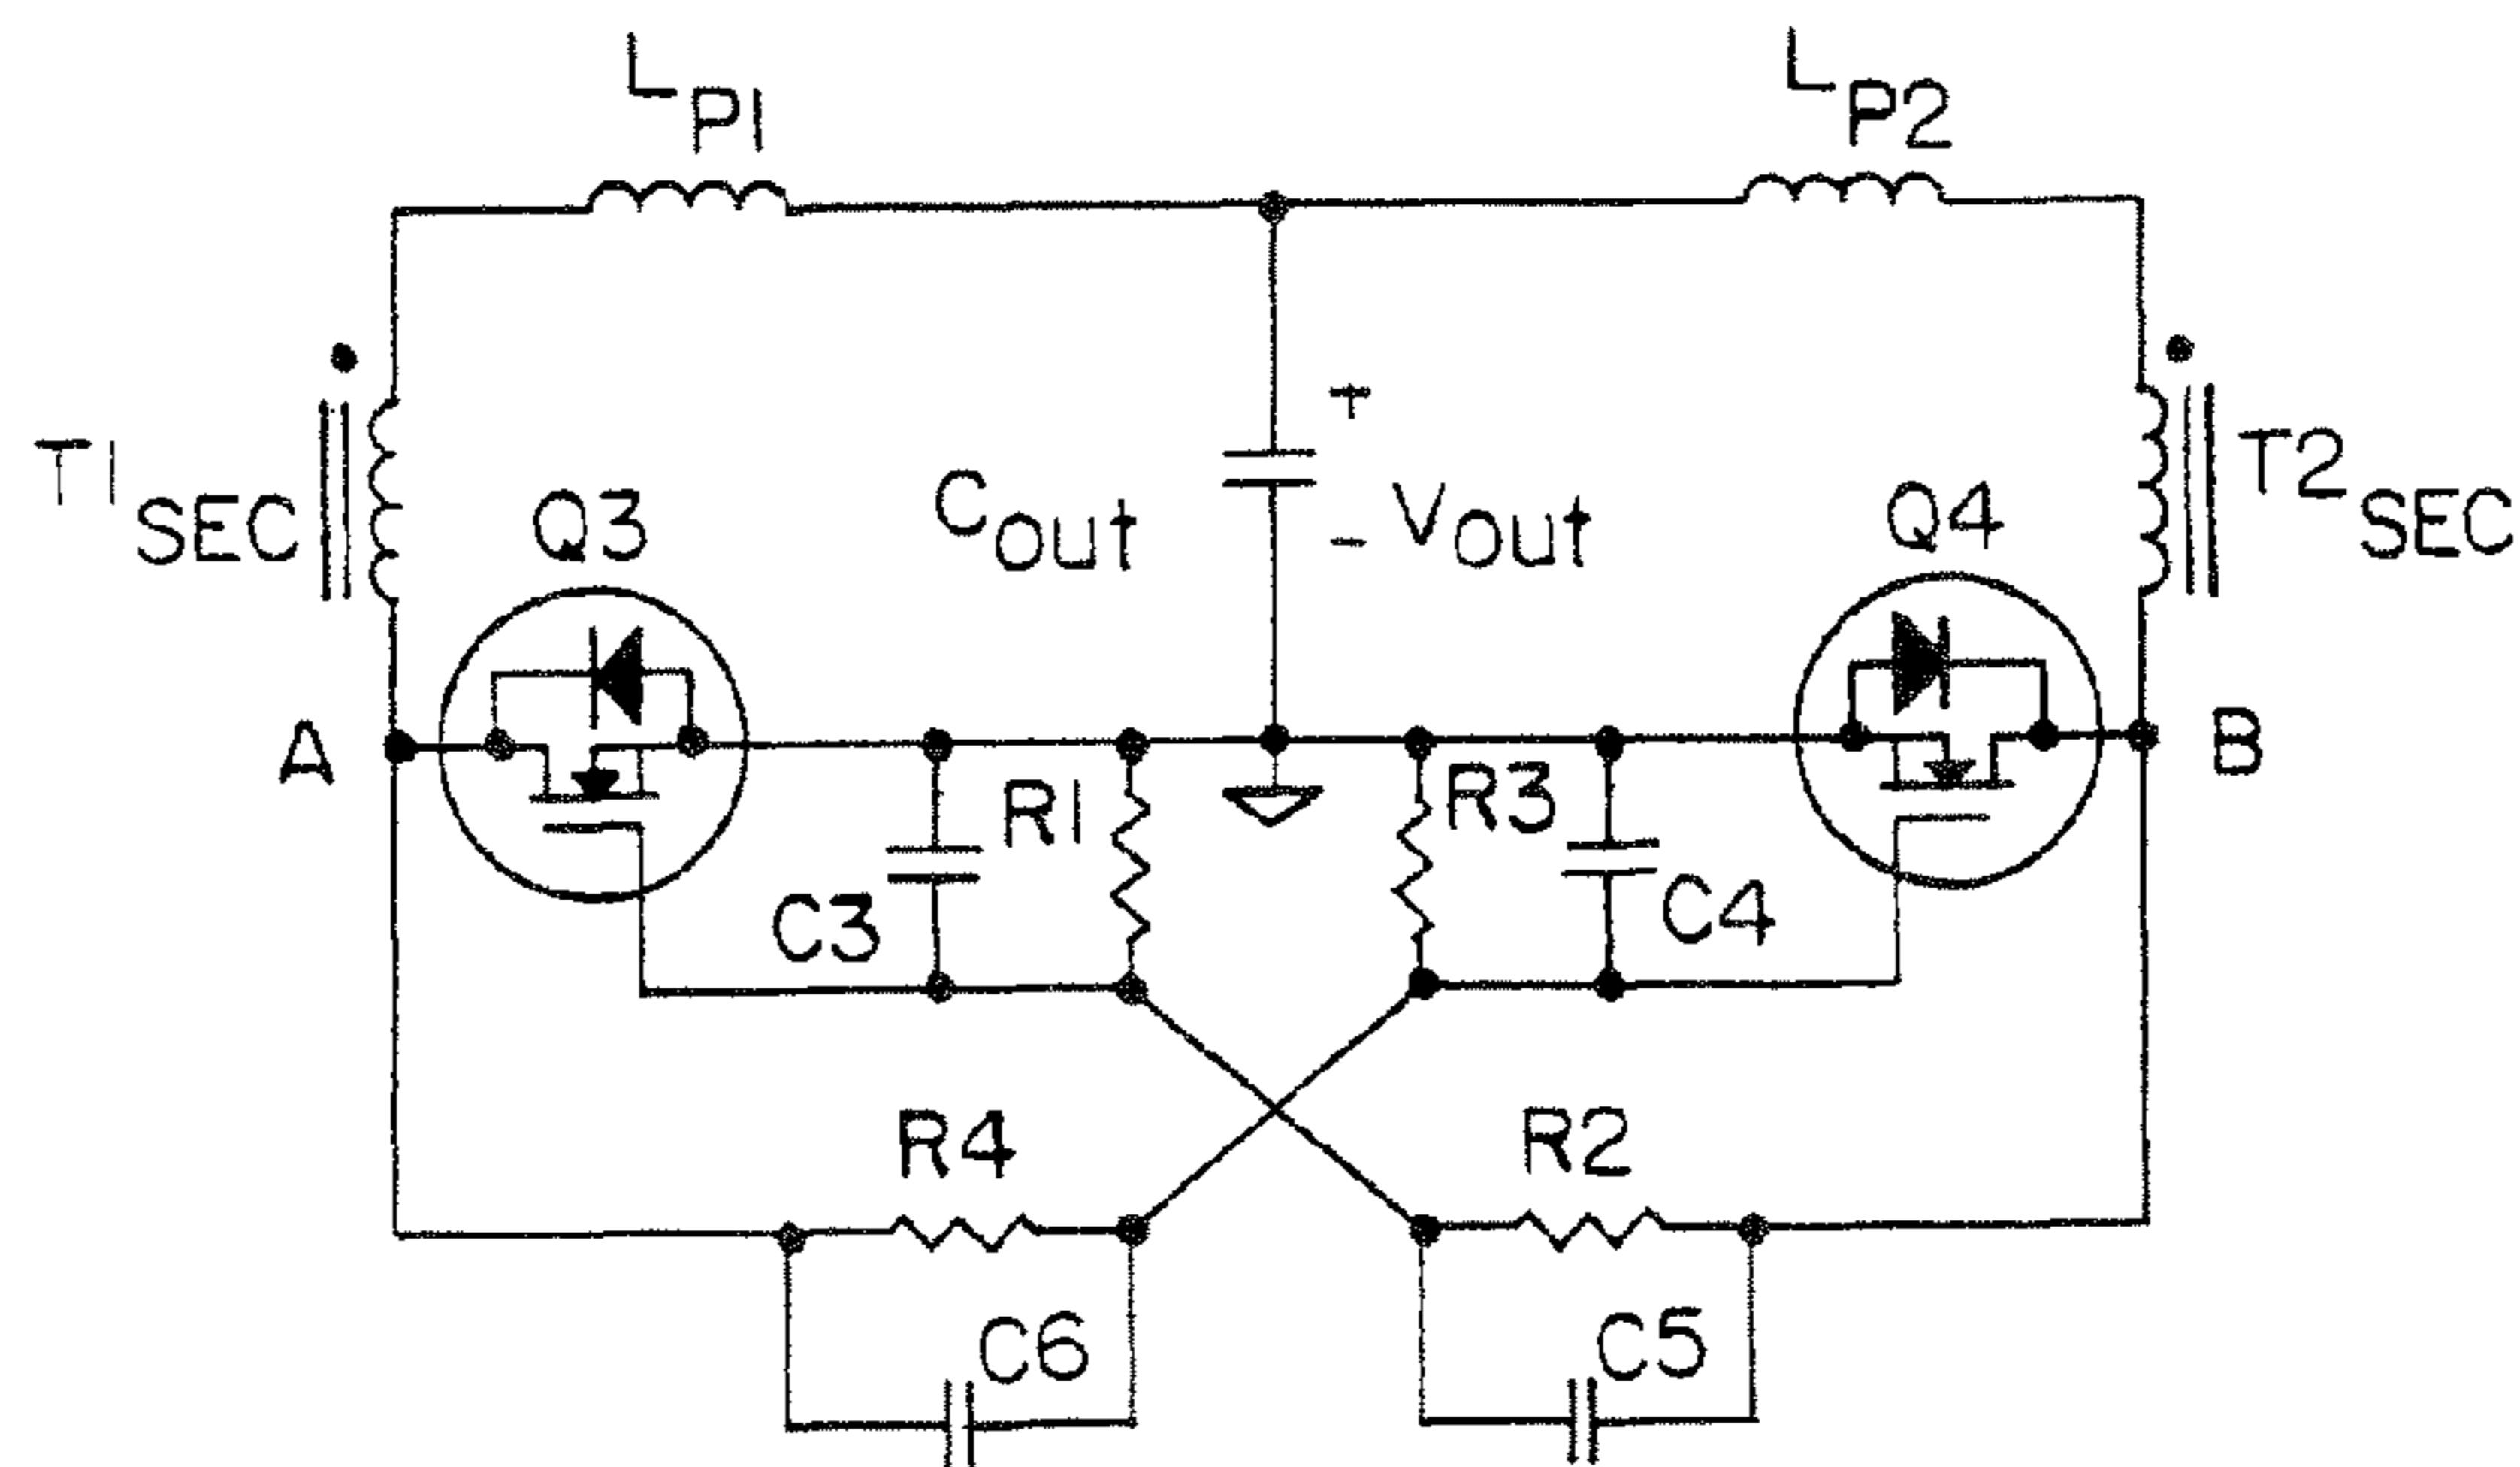 LP1
LP2
T1SEC
Q3
Cout
+
- Vout
Q4
T2SEC
A
B
R1
R3
C3
C4
R4
R2
C6
C5